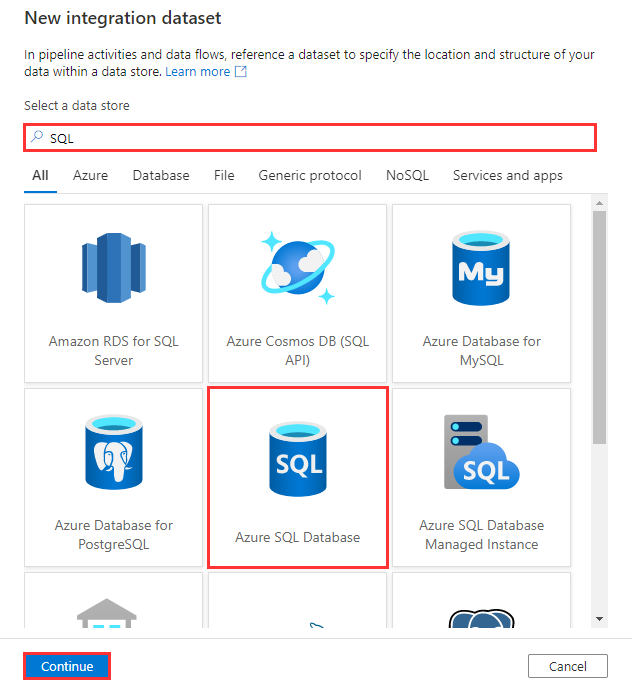 New integration dataset
In pipeline activities and data flows, reference a dataset to specify the location and structure of your
data within a data store. Learn more
Select a data store
SQL
All Azure Database File Generic protocol NoSQL Services and apps
Amazon RDS for SQL
Server
Azure Cosmos DB (SQL
API)
My
Azure Database for
MySQL
Azure Database for
PostgreSQL
SQL
Azure SQL Database
SQL
Azure SQL Database
Managed Instance
Continue
Cancel